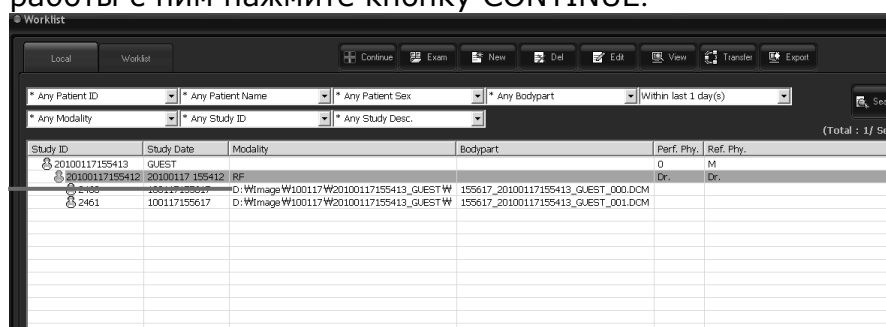 работы с ним нажмите кнопку CONTINUE.
Worklist
Local Worklist Continue Exam New Del Edit View Transfer Export
* Any Patient ID * Any Patient Name * Any Patient Sex * Any Bodypart Within last 1 day(s)
* Any Modality * Any Study ID * Any Study Desc.
(Total : 1/
Study ID Study Date Modality Bodypart Perf. Phy. Ref. Phy.
20100117155413 GUEST 0 M
20100117155412 20100117 155412 RF Dr. Dr.
2460 100117155617 D:₩Image₩100117₩20100117155413_GUEST₩ 155617_20100117155413_GUEST_000.DCM
2461 100117155617 D:₩Image₩100117₩20100117155413_GUEST₩ 155617_20100117155413_GUEST_001.DCM